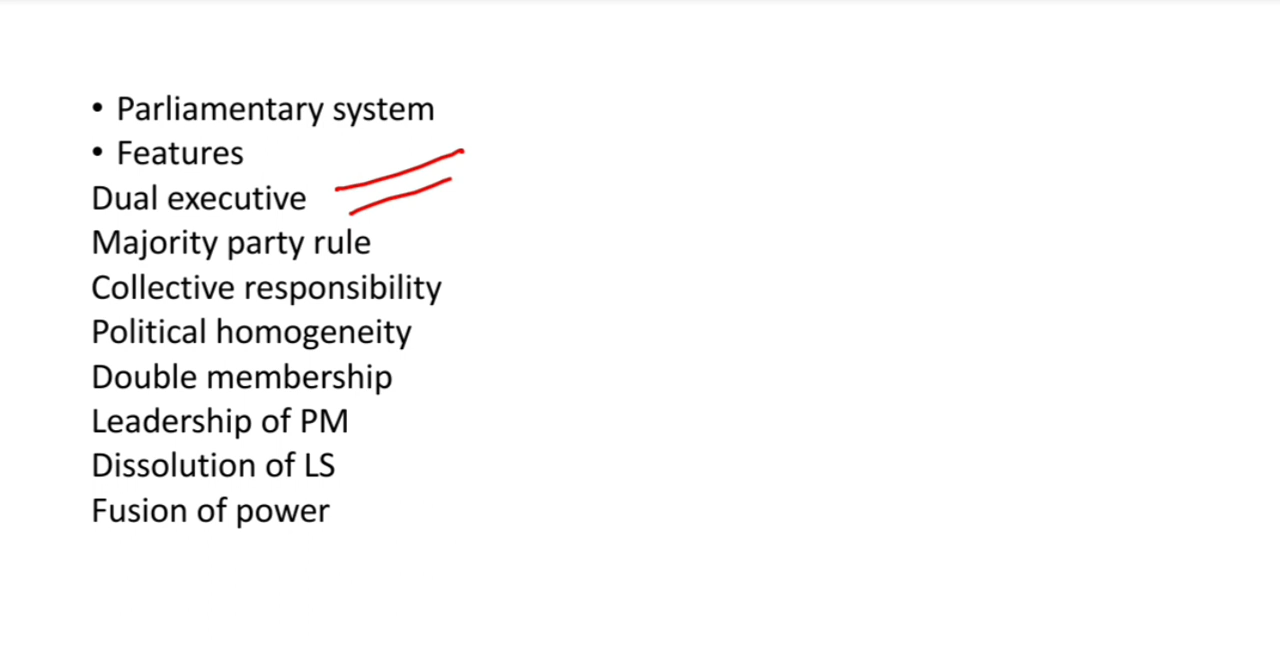 • Parliamentary system
• Features
Dual executive
Majority party rule
Collective responsibility
Political homogeneity
Double membership
Leadership of PM
Dissolution of LS
Fusion of power